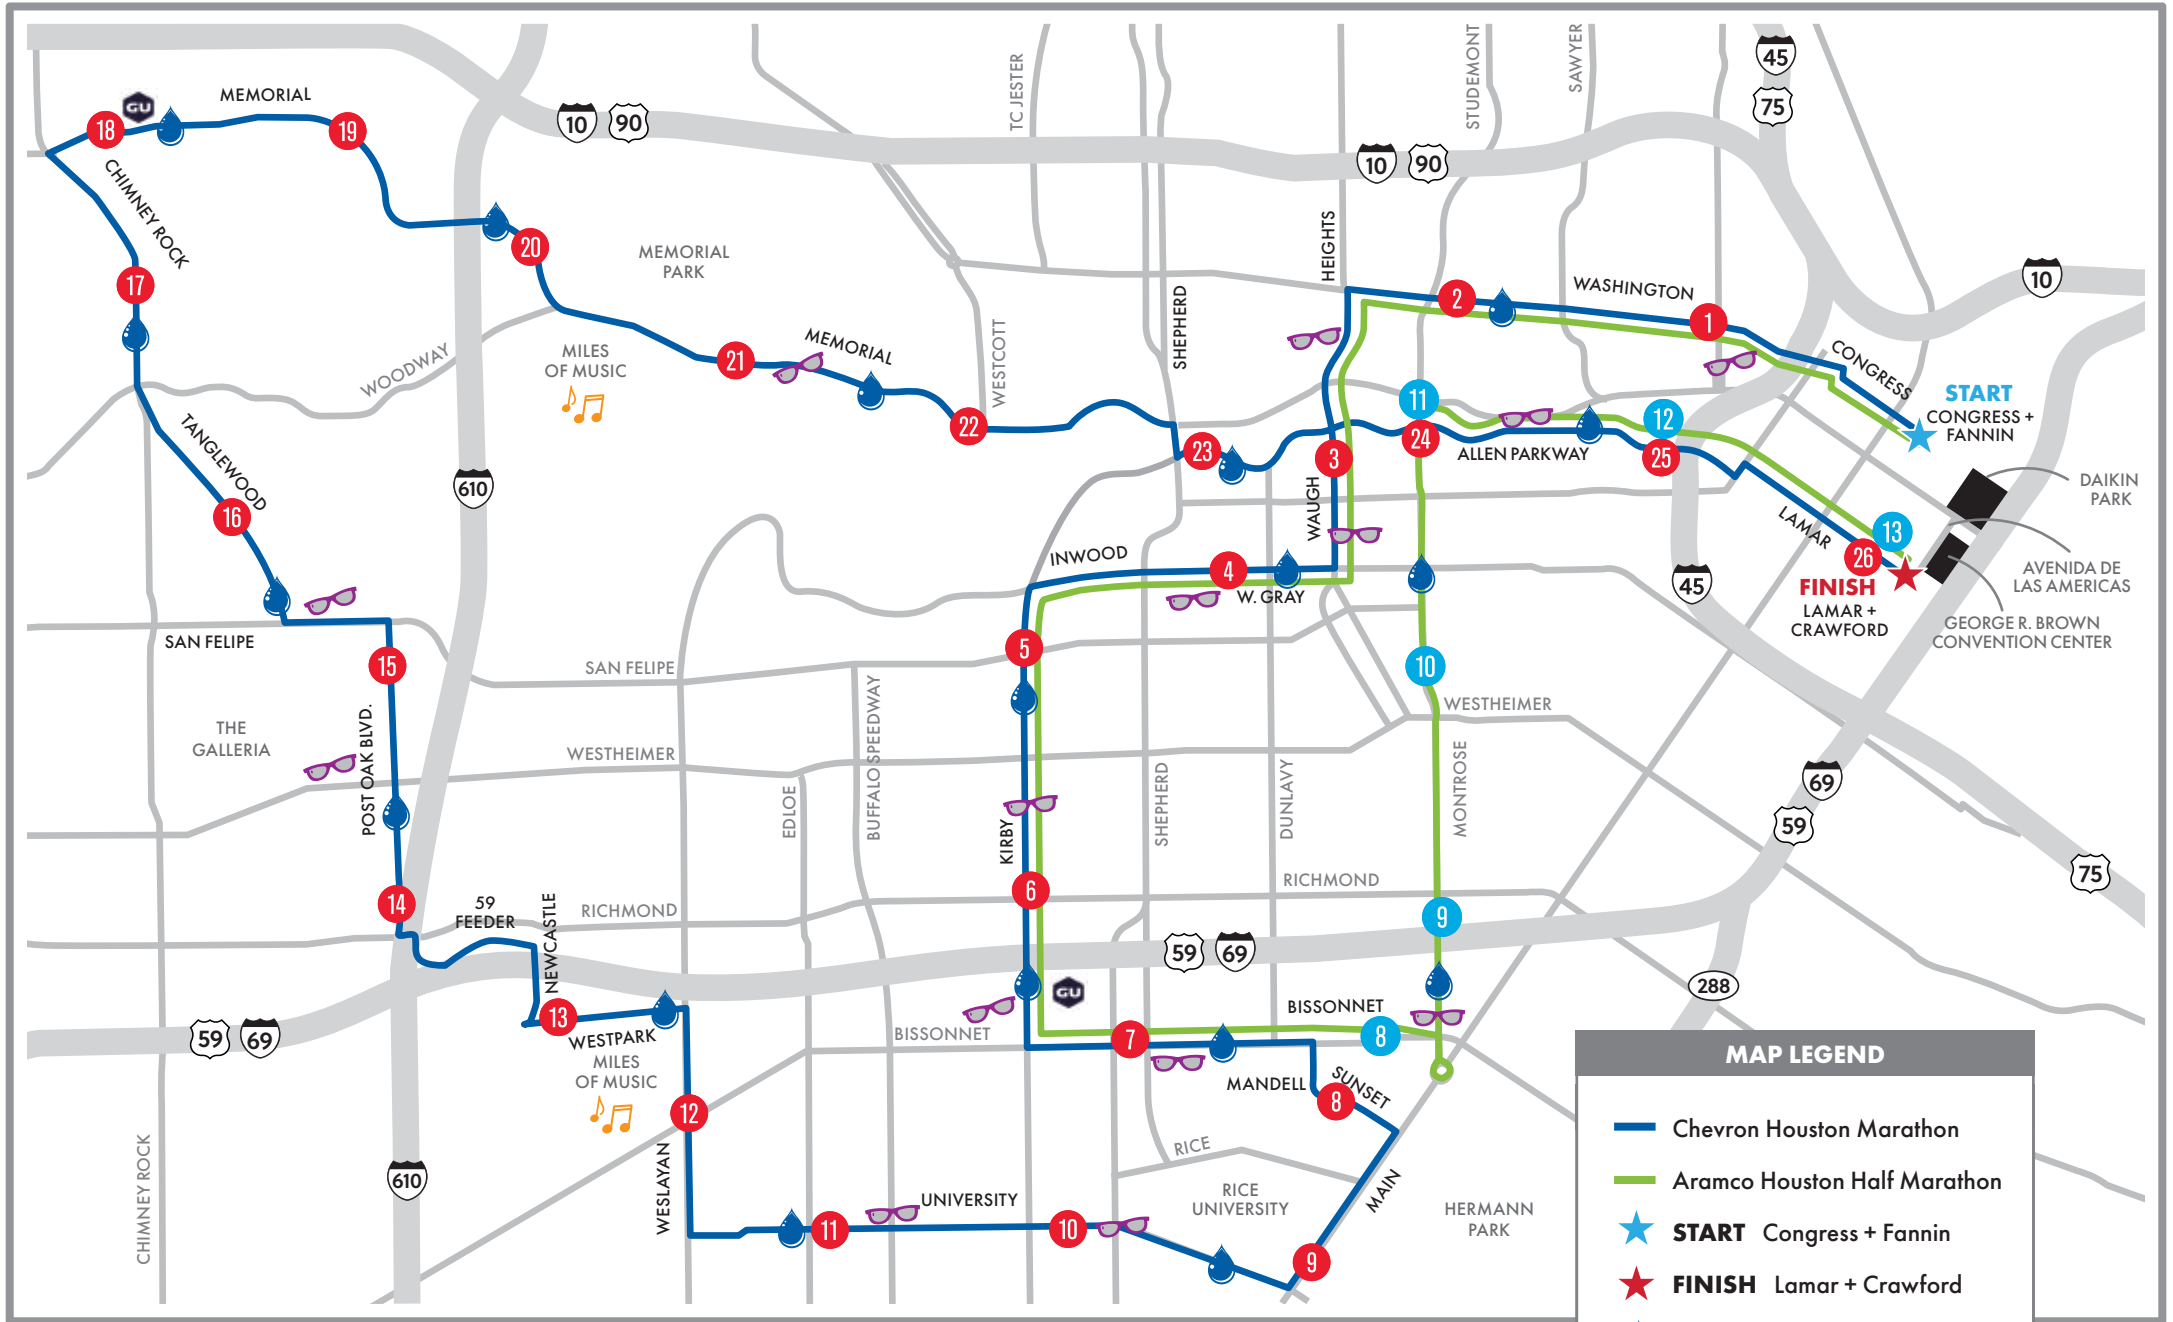 MEMORIAL
GU
18
19
CHIMNEY ROCK
17
10
90
TC JESTER
STUDEMONT
SAWYER
45
75
10
90
20
MEMORIAL
PARK
HEIGHTS
10
2
WASHINGTON
1
CONGRESS
START
CONGRESS +
FANNIN
SHEPHERD
WESTCOTT
WOODWAY
MILES
OF MUSIC
21
MEMORIAL
22
23
11
24
12
25
ALLEN PARKWAY
3
WAUGH
TANGLEWOOD
16
610
DAIKIN
PARK
LAMAR
13
26
AVENIDA DE
LAS AMERICAS
FINISH
LAMAR +
CRAWFORD
GEORGE R. BROWN
CONVENTION CENTER
45
INWOOD
4
W. GRAY
SAN FELIPE
15
5
SAN FELIPE
10
THE
GALLERIA
POST OAK BLVD.
WESTHEIMER
WESTHEIMER
BUFFALO SPEEDWAY
EDLOE
KIRBY
SHEPHERD
DUNLAVY
MONTROSE
69
59
75
14
59
FEEDER
NEWCASTLE
RICHMOND
6
RICHMOND
9
59
69
288
GU
BISSONNET
59
69
13
WESTPARK
MILES
OF MUSIC
BISSONNET
7
8
MANDELL
SUNSET
8
12
CHIMNEY ROCK
610
WESLAYAN
RICE
RICE
UNIVERSITY
MAIN
HERMANN
PARK
UNIVERSITY
11
10
9
MAP LEGEND
Chevron Houston Marathon
Aramco Houston Half Marathon
START Congress + Fannin
FINISH Lamar + Crawford